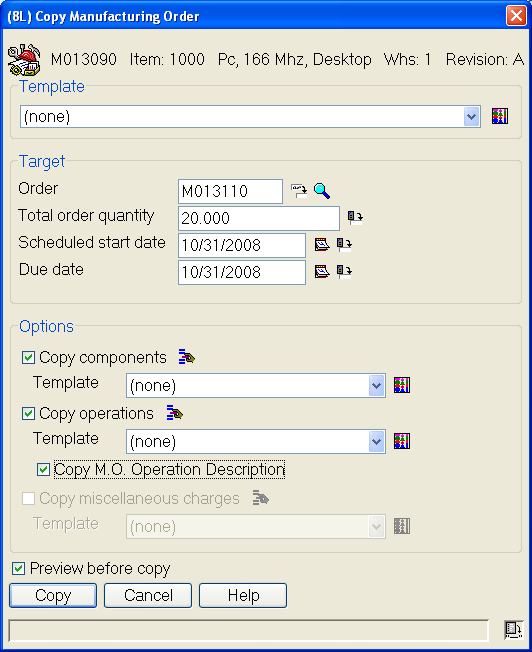 (8L) Copy Manufacturing Order
M013090 Item: 1000 Pc, 166 Mhz, Desktop Whs: 1 Revision: A
Template
(none)
Target
Order M013110
Total order quantity 20.000
Scheduled start date 10/31/2008
Due date 10/31/2008
Options
Copy components
Template (none)
Copy operations
Template (none)
Copy M.O. Operation Description
Copy miscellaneous charges
Template (none)
Preview before copy
Copy Cancel Help